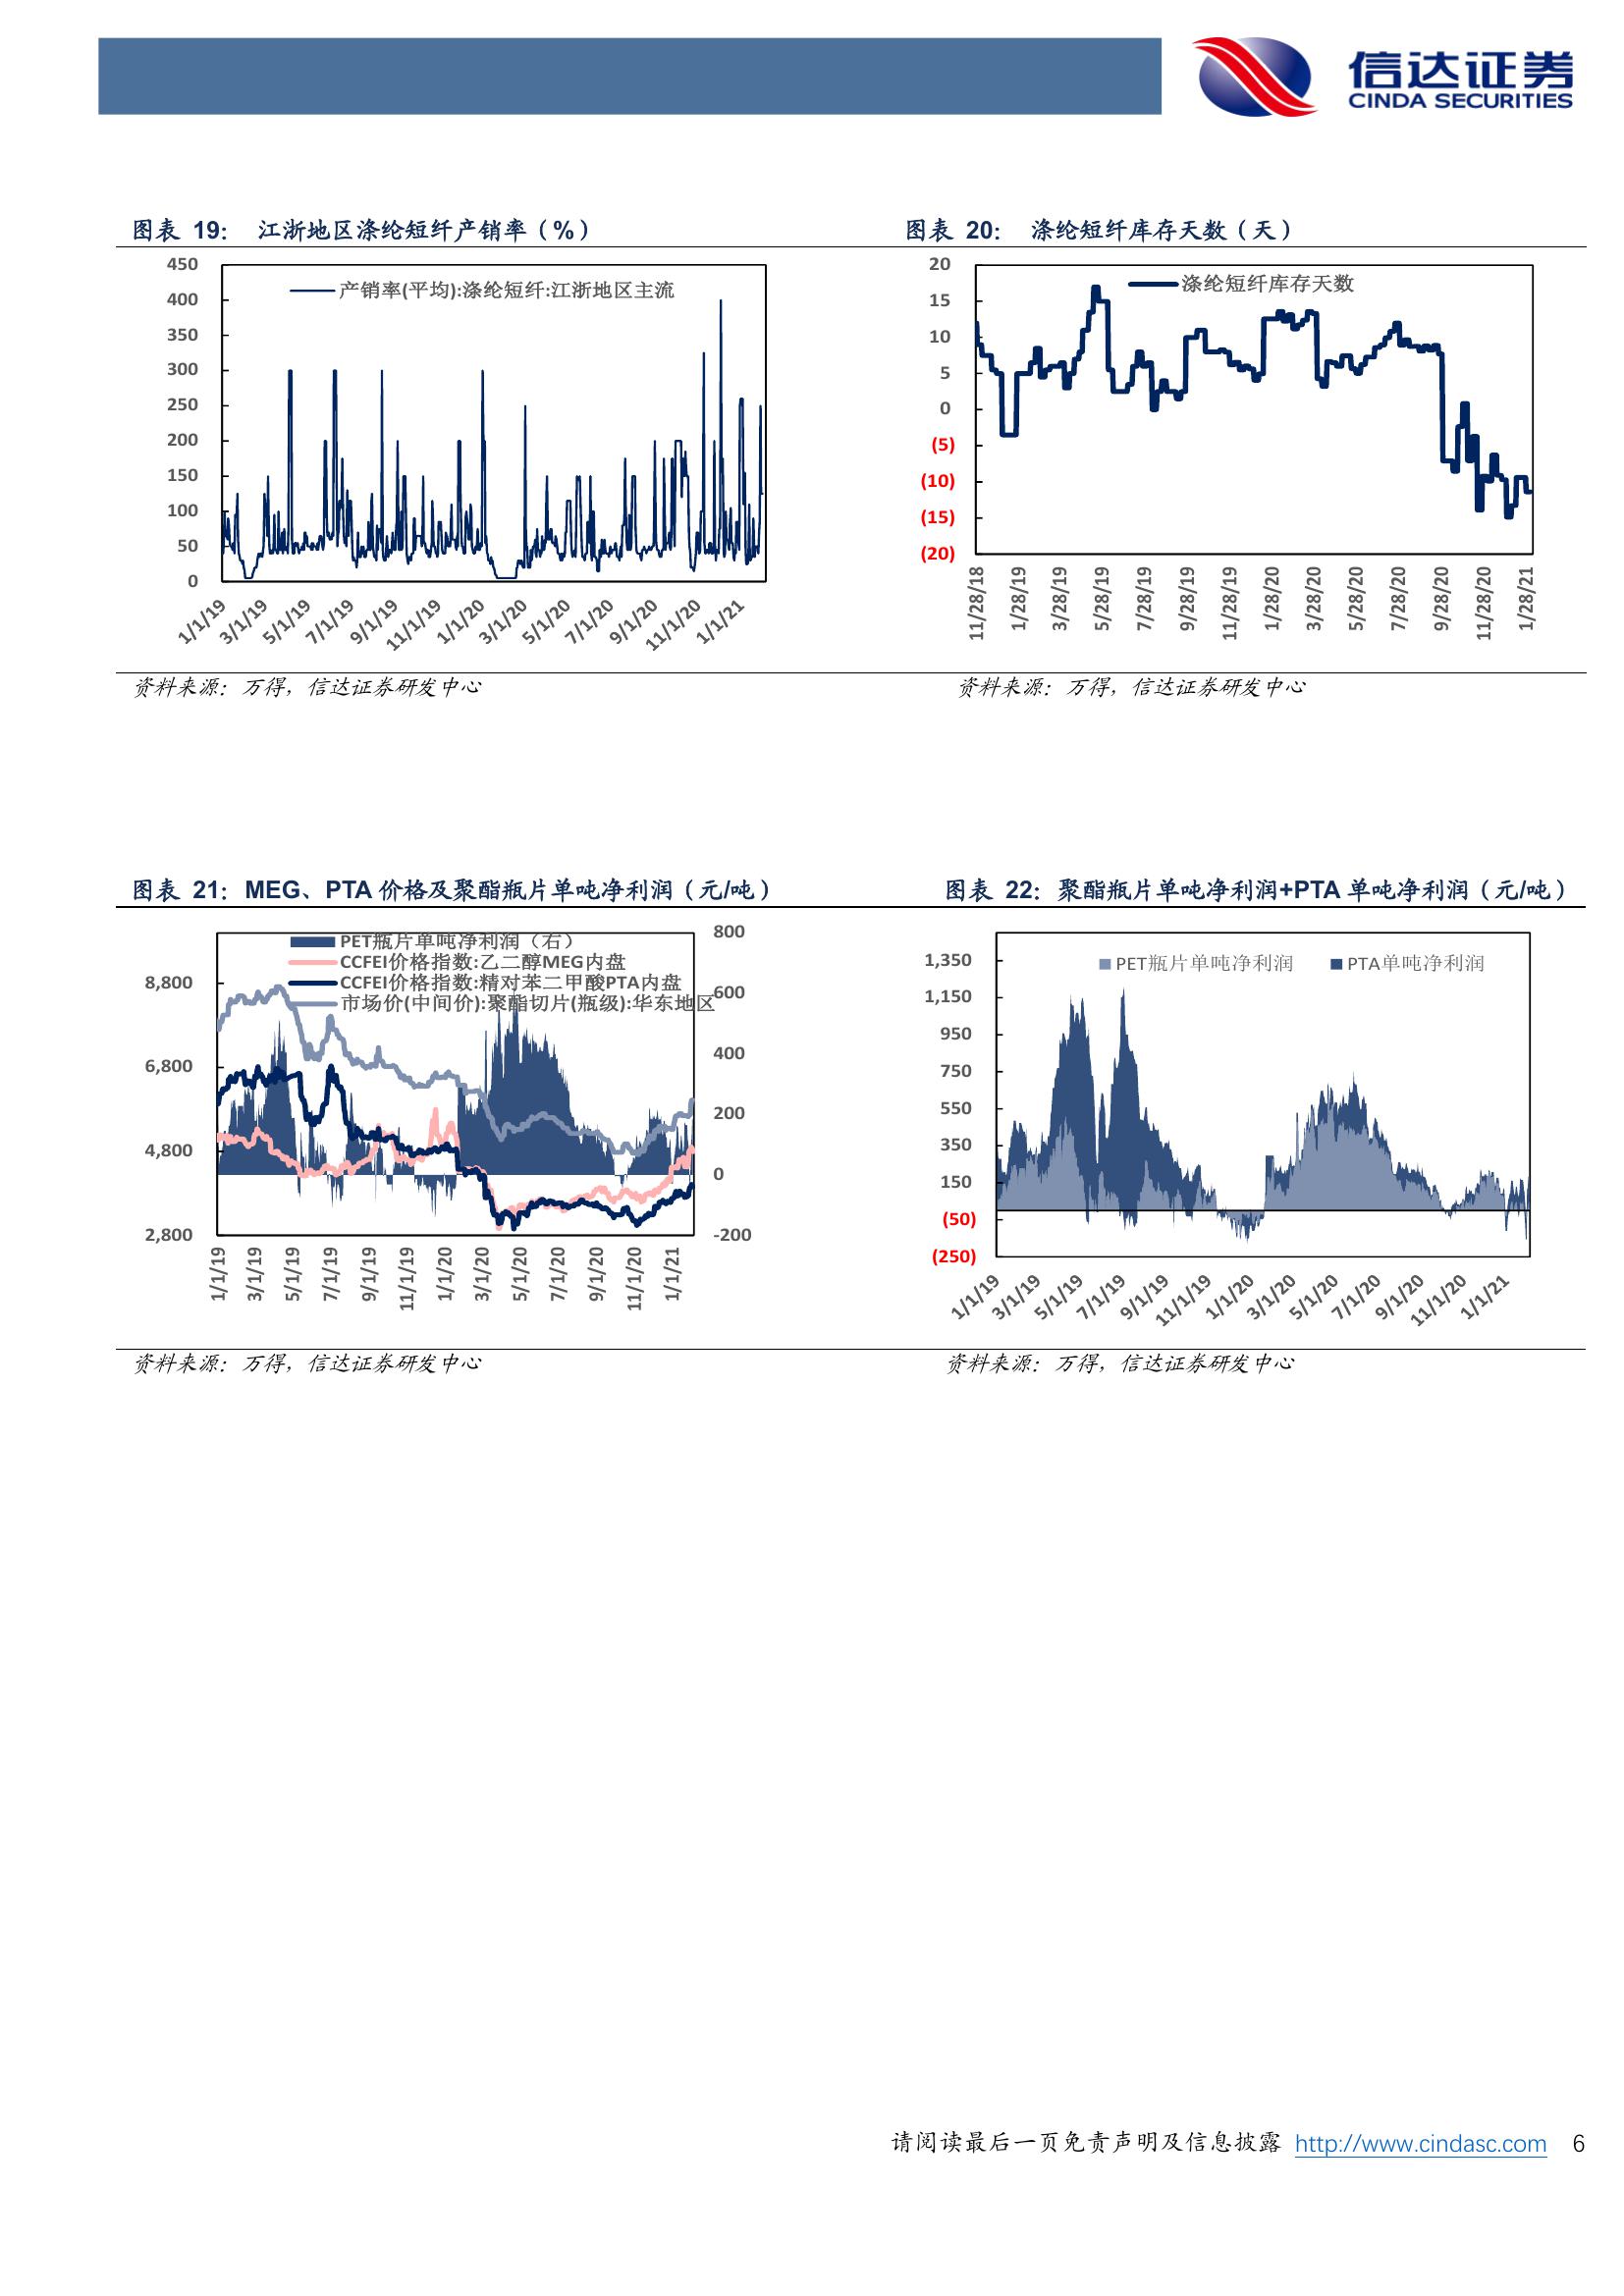 信达证券
CINDA SECURITIES
图表 19： 江浙地区涤纶短纤产销率（%）
图表 20： 涤纶短纤库存天数（天）
产销率(平均):涤纶短纤:江浙地区主流
450
400
350
300
250
200
150
100
50
0
1/1/19 3/1/19 5/1/19 7/1/19 9/1/19 11/1/19 1/1/20 3/1/20 5/1/20 7/1/20 9/1/20 11/1/20 1/1/21
涤纶短纤库存天数
20
15
10
5
0
(5)
(10)
(15)
(20)
11/28/18 1/28/19 3/28/19 5/28/19 7/28/19 9/28/19 11/28/19 1/28/20 3/28/20 5/28/20 7/28/20 9/28/20 11/28/20 1/28/21
资料来源：万得，信达证券研发中心
资料来源：万得，信达证券研发中心
图表 21：MEG、PTA 价格及聚酯瓶片单吨净利润（元/吨）
图表 22：聚酯瓶片单吨净利润+PTA 单吨净利润（元/吨）
PET瓶片单吨净利润（右）
CCFEI价格指数:乙二醇MEG内盘
CCFEI价格指数:精对苯二甲酸PTA内盘
市场价(中间价):聚酯切片(瓶级):华东地区
8,800
6,800
4,800
2,800
800
600
400
200
0
-200
1/1/19 3/1/19 5/1/19 7/1/19 9/1/19 11/1/19 1/1/20 3/1/20 5/1/20 7/1/20 9/1/20 11/1/20 1/1/21
PET瓶片单吨净利润 PTA单吨净利润
1,350
1,150
950
750
550
350
150
(50)
(250)
1/1/19 3/1/19 5/1/19 7/1/19 9/1/19 11/1/19 1/1/20 3/1/20 5/1/20 7/1/20 9/1/20 11/1/20 1/1/21
资料来源：万得，信达证券研发中心
资料来源：万得，信达证券研发中心
请阅读最后一页免责声明及信息披露 http://www.cindasc.com 6